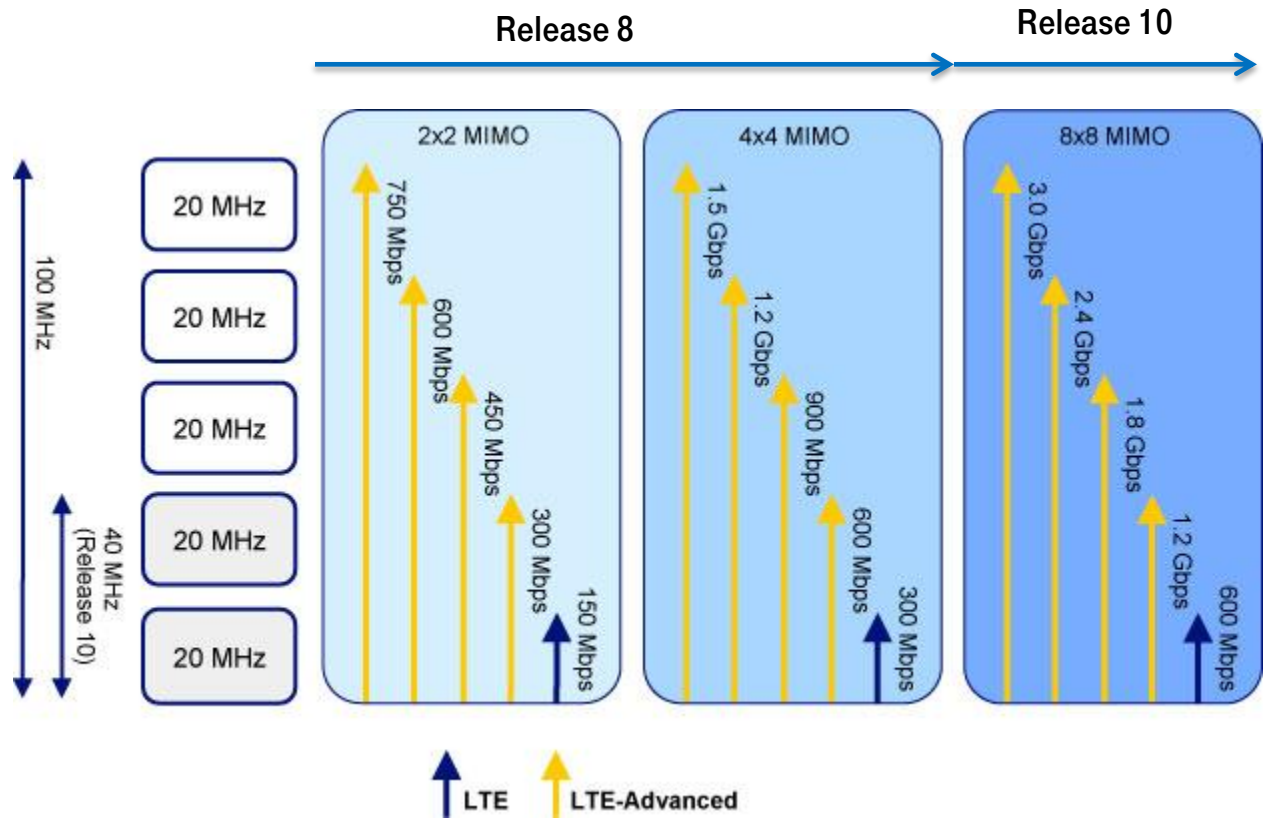 Release 8
Release 10
2x2 MIMO
4x4 MIMO
8x8 MIMO
100 MHz
40 MHz
(Release 10)
20 MHz
20 MHz
20 MHz
20 MHz
20 MHz
750 Mbps
600 Mbps
450 Mbps
300 Mbps
150 Mbps
1.5 Gbps
1.2 Gbps
900 Mbps
600 Mbps
300 Mbps
3.0 Gbps
2.4 Gbps
1.8 Gbps
1.2 Gbps
600 Mbps
LTE
LTE-Advanced